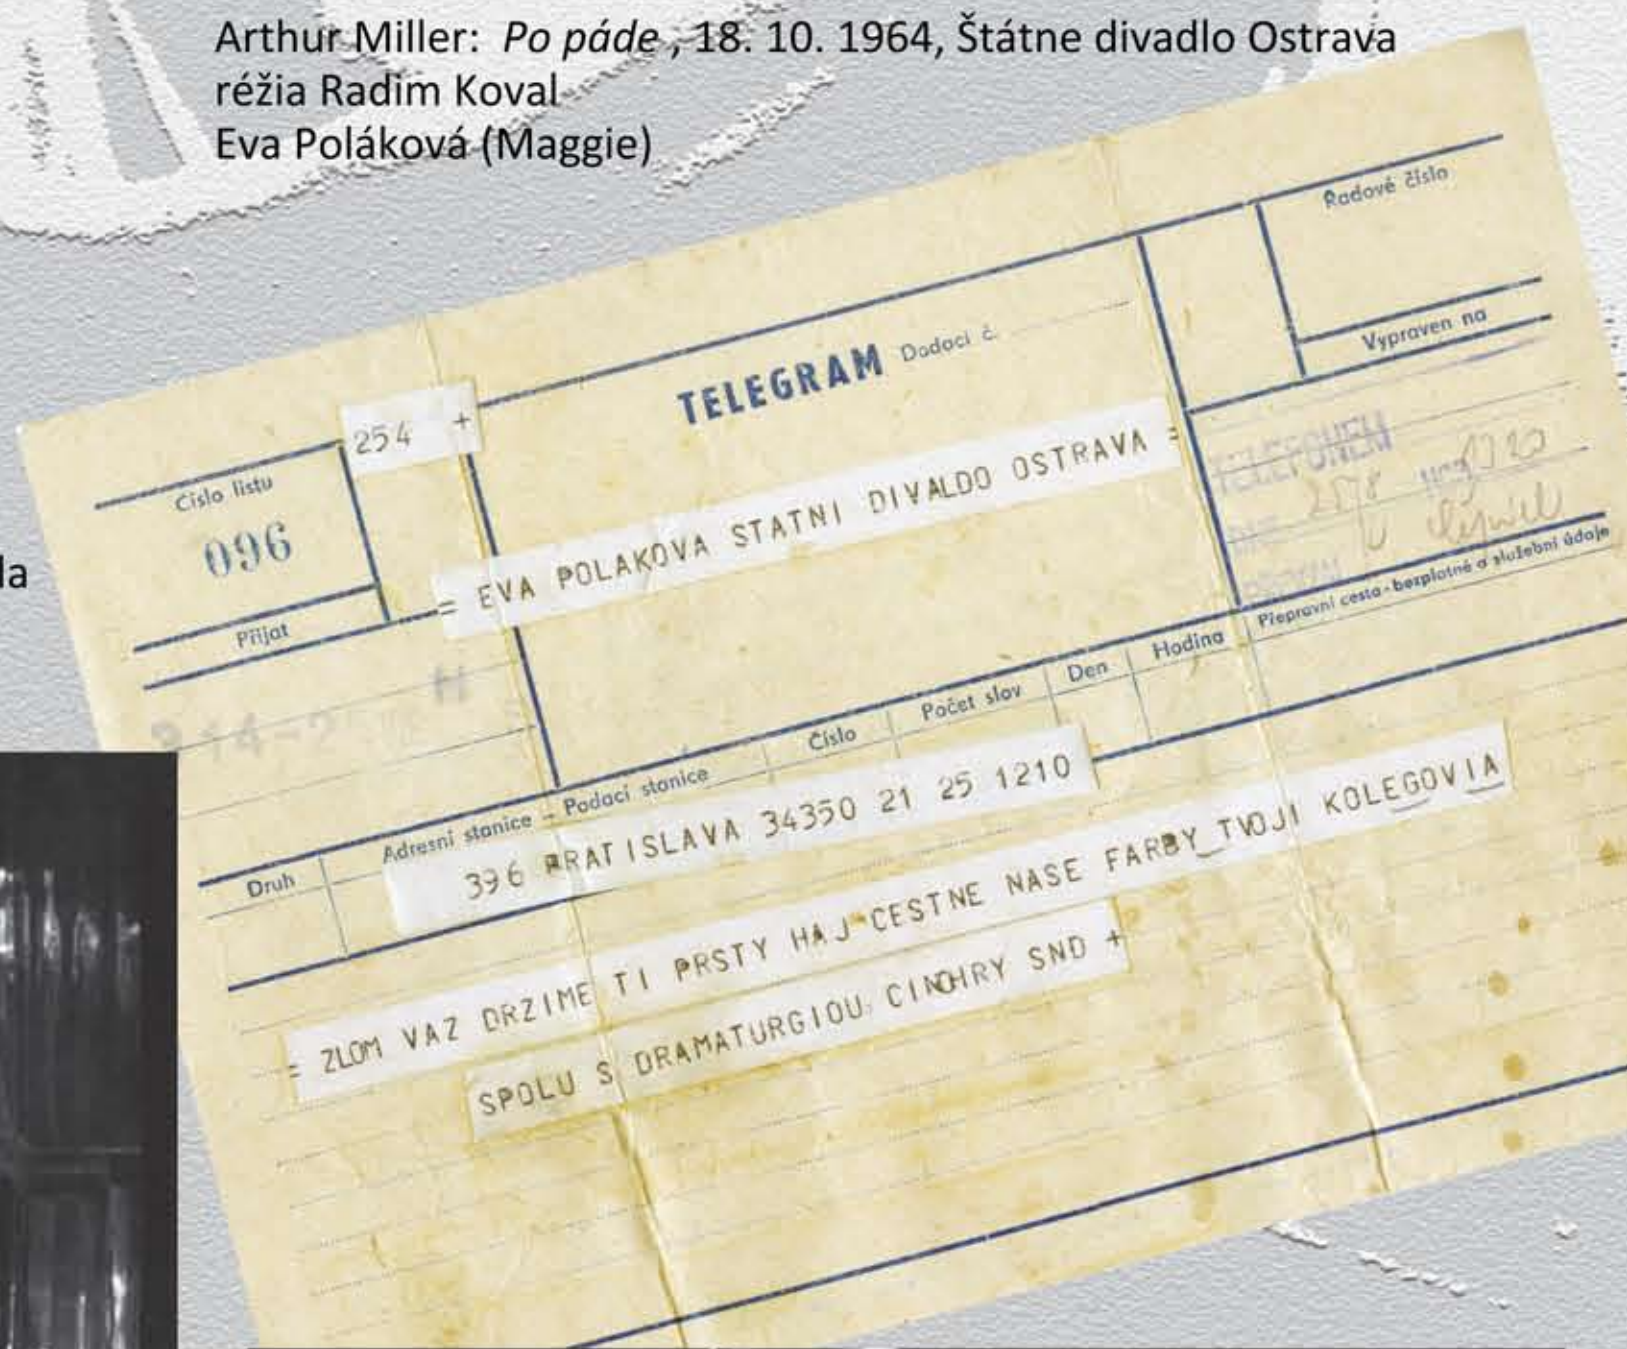 Arthur Miller: Po páde , 18. 10. 1964, Štátne divadlo Ostrava
réžia Radim Koval
Eva Poláková (Maggie)
Řadové číslo
Vypraven na
TELEGRAM Dodací č.
254 +
Číslo listu
096
Přijat
= EVA POLAKOVA STATNI DIVALDO OSTRAVA =
TELEFONEM
Přepravní cesta - bezplatné a služební údaje
H
la
Druh
Adresní stanice – Podací stanice
Číslo
Počet slov
Den
Hodina
396 BRATISLAVA 34350 21 25 1210
= ZLOM VAZ DRZIME TI PRSTY HAJ CESTNE NASE FARBY TVOJI KOLEGOVIA
SPOLU S DRAMATURGIOU SND +